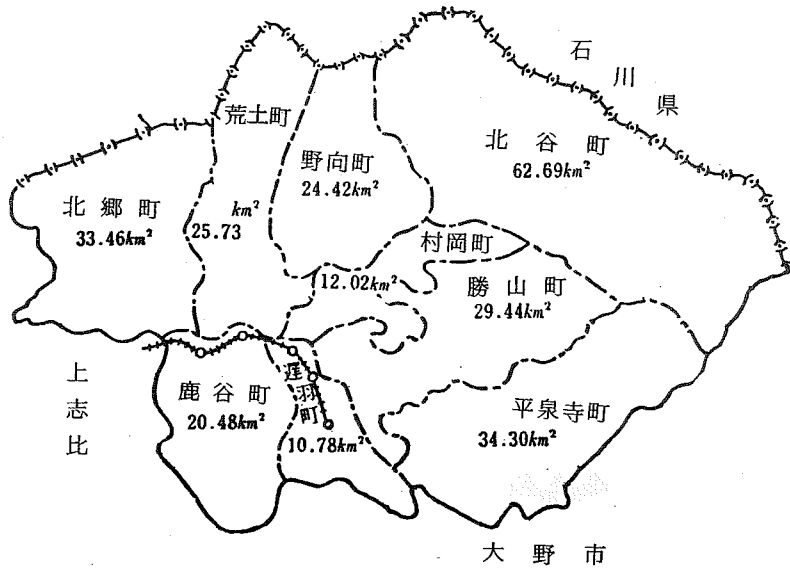 石川県
荒土町
25.73km²
野向町
24.42km²
北谷町
62.69km²
北郷町
33.46km²
村岡町
12.02km²
勝山町
29.44km²
上志比
鹿谷町
20.48km²
遅羽町
10.78km²
平泉寺町
34.30km²
大野市